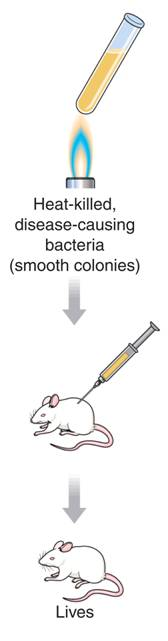 Heat-killed,
disease-causing
bacteria
(smooth colonies)
Lives